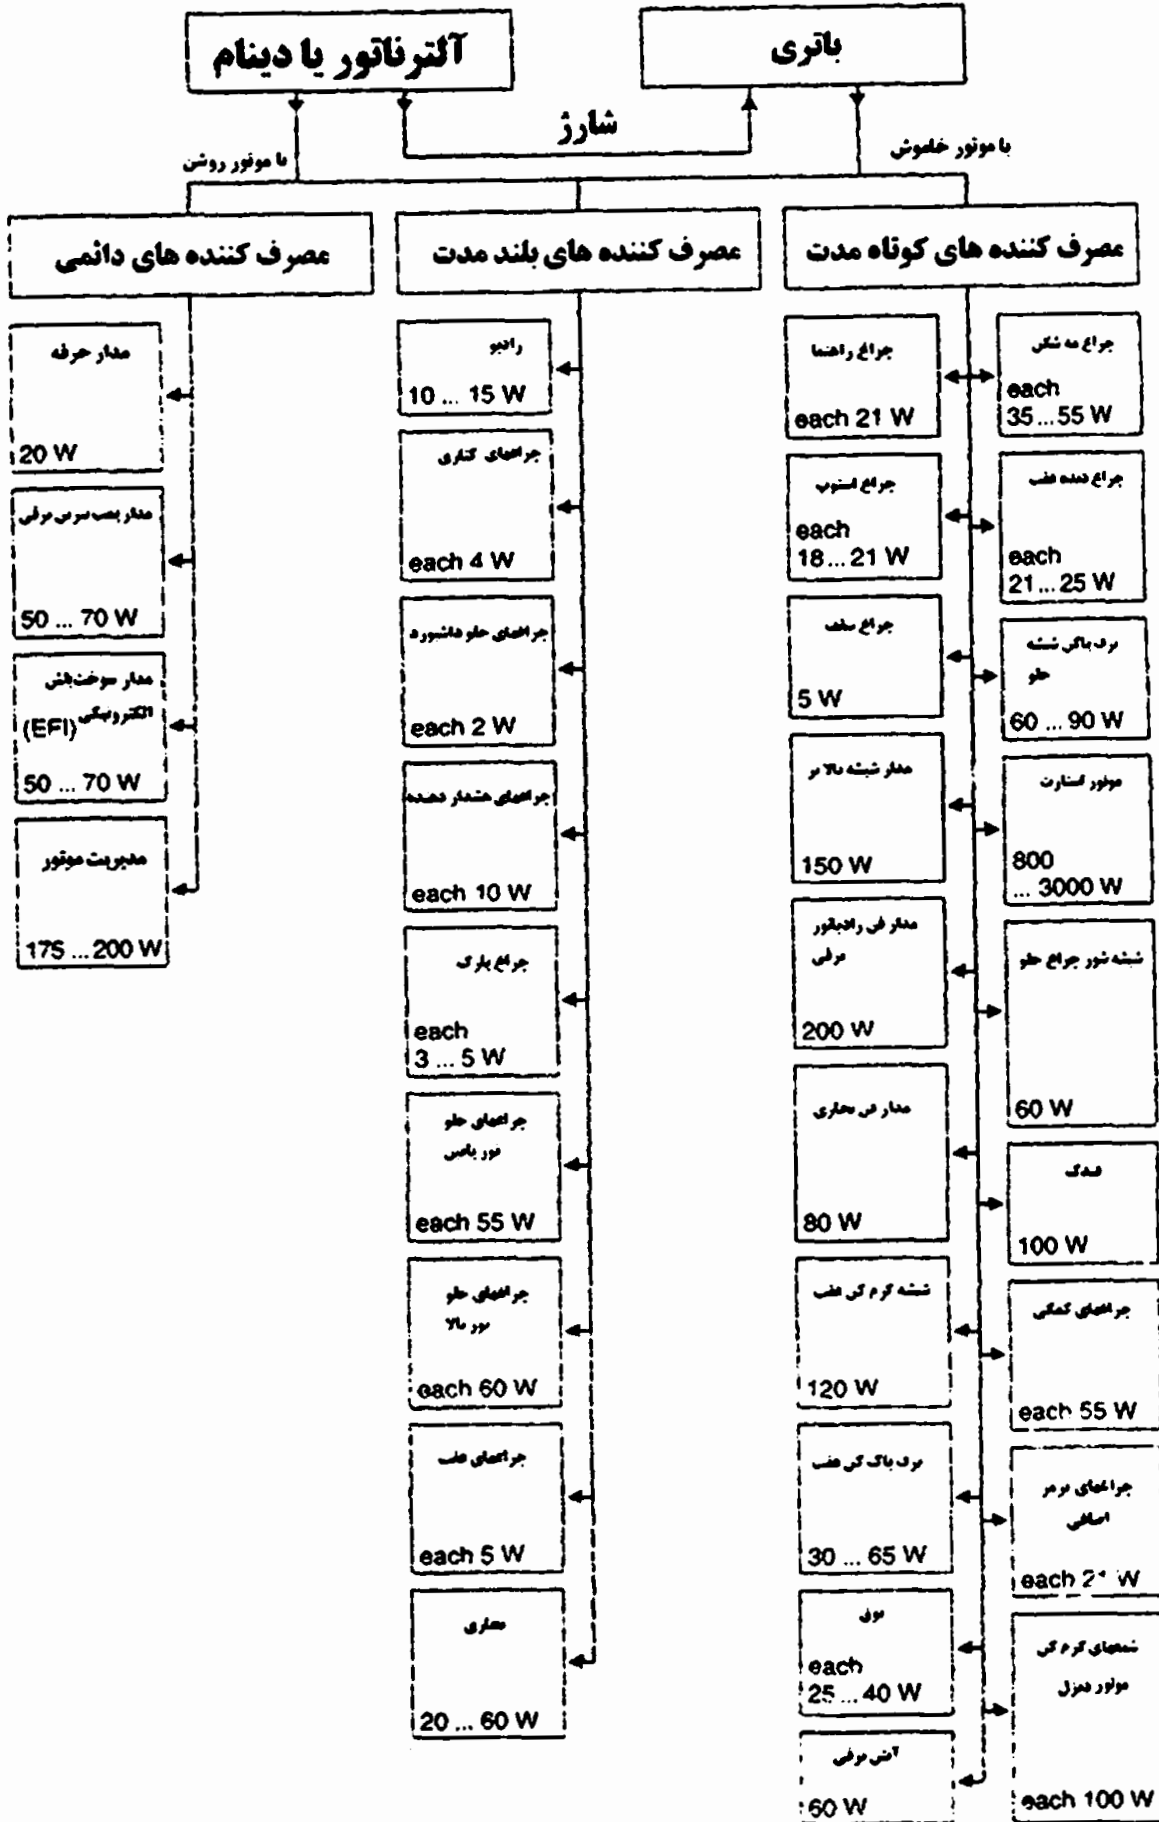 آلترناتور یا دینام
باتری
شارژ
با موتور روشن
با موتور خاموش
مصرف کننده های دائمی
مصرف کننده های بلند مدت
مصرف کننده های کوتاه مدت
مدار جرقه
20 W
مدار پمپ بنزین برقی
50 ... 70 W
مدار سوخت پاش
الکترونیکی (EFI)
50 ... 70 W
مدیریت موتور
175 ... 200 W
رادیو
10 ... 15 W
چراغهای کناری
each 4 W
چراغهای جلو داشبورد
each 2 W
چراغهای هشدار دهنده
each 10 W
چراغ پارک
each
3 ... 5 W
چراغهای جلو
نور پایین
each 55 W
چراغهای جلو
نور بالا
each 60 W
چراغهای عقب
each 5 W
بخاری
20 ... 60 W
چراغ راهنما
each 21 W
چراغ استوپ
each
18 ... 21 W
چراغ سقف
5 W
مدار شیشه بالا بر
150 W
مدار فن رادیاتور
برقی
200 W
مدار فن بخاری
80 W
شیشه گرم کن عقب
120 W
برف پاک کن عقب
30 ... 65 W
بوق
each
25 ... 40 W
آنتن برقی
60 W
چراغ مه شکن
each
35 ... 55 W
چراغ دنده عقب
each
21 ... 25 W
برف پاکن شیشه
جلو
60 ... 90 W
موتور استارت
800
... 3000 W
شیشه شور چراغ جلو
60 W
فندک
100 W
چراغهای کمکی
each 55 W
چراغهای ترمز
اضافی
each 21 W
شمعهای گرم کن
موتور دیزل
each 100 W